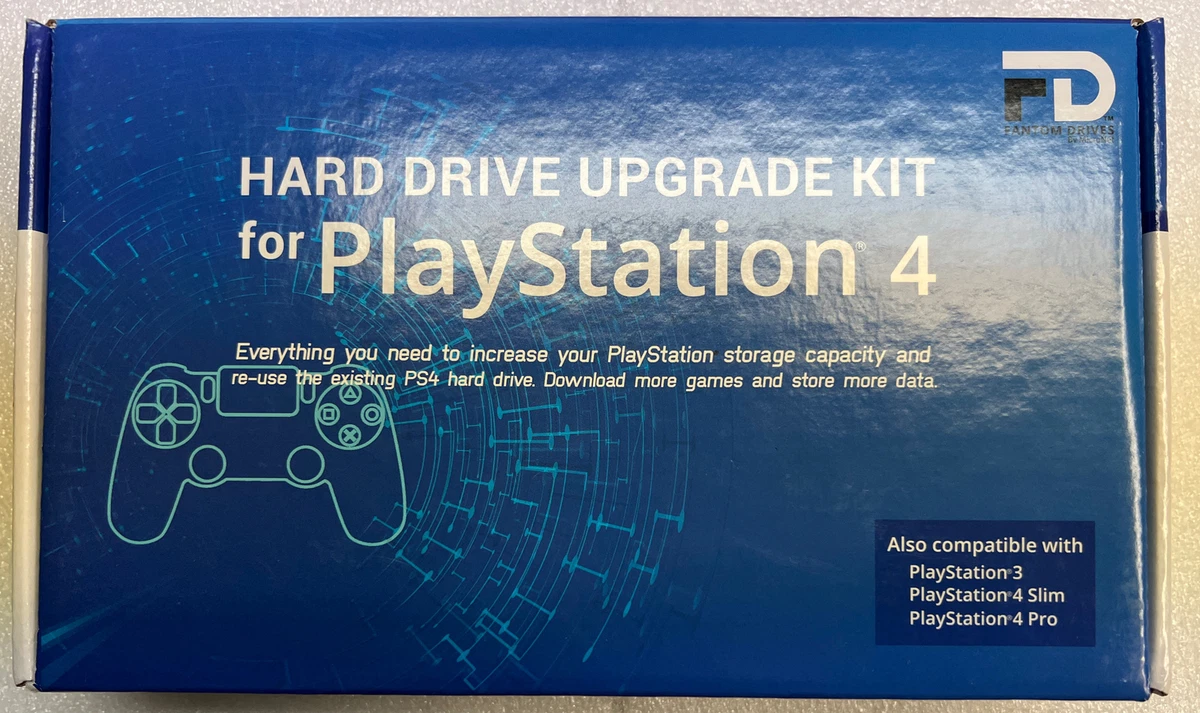 FD™
FANTOM DRIVES
HARD DRIVE UPGRADE KIT
for PlayStation® 4
Everything you need to increase your PlayStation storage capacity and
re-use the existing PS4 hard drive. Download more games and store more data.
Also compatible with
PlayStation®3
PlayStation®4 Slim
PlayStation®4 Pro